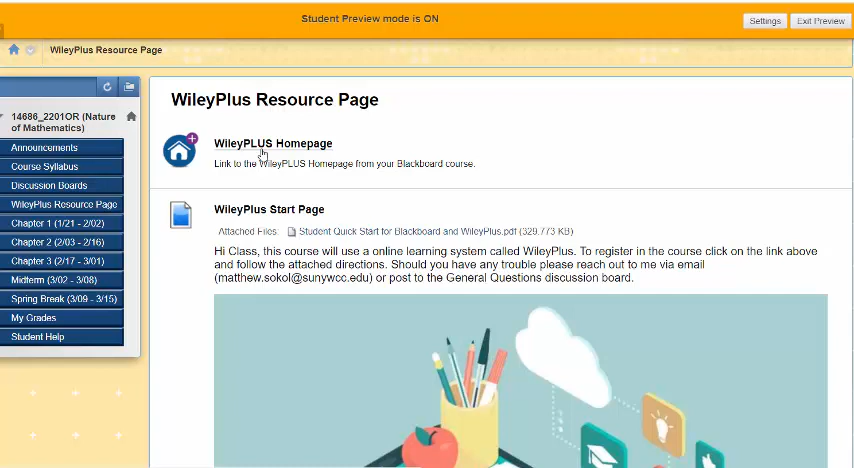 Student Preview mode is ON
Settings
Exit Preview
WileyPlus Resource Page
14686_2201OR (Nature
of Mathematics)
Announcements
Course Syllabus
Discussion Boards
WileyPlus Resource Page
Chapter 1 (1/21 - 2/02)
Chapter 2 (2/03 - 2/16)
Chapter 3 (2/17 - 3/01)
Midterm (3/02 - 3/08)
Spring Break (3/09 - 3/15)
My Grades
Student Help
WileyPlus Resource Page
WileyPLUS Homepage
Link to the WileyPLUS Homepage from your Blackboard course.
WileyPlus Start Page
Attached Files: Student Quick Start for Blackboard and WileyPlus.pdf (329.773 KB)
Hi Class, this course will use a online learning system called WileyPlus. To register in the course click on the link above
and follow the attached directions. Should you have any trouble please reach out to me via email
(matthew.sokol@sunywcc.edu) or post to the General Questions discussion board.